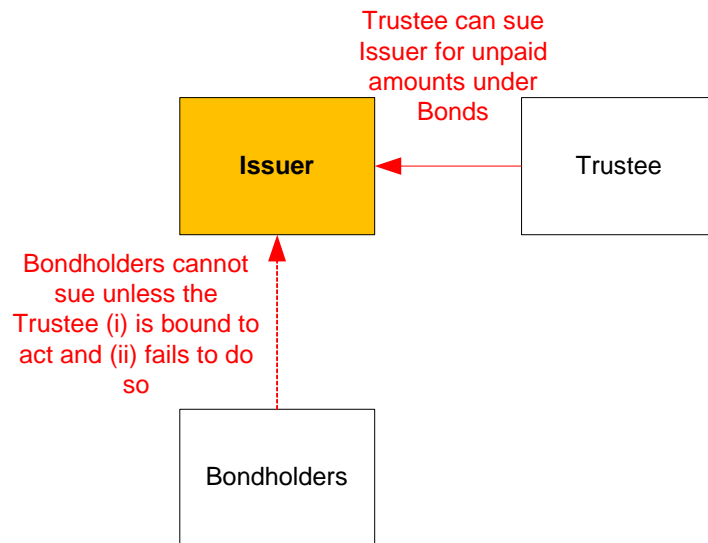 Trustee can sue
Issuer for unpaid
amounts under
Bonds
Issuer
Trustee
Bondholders cannot
sue unless the
Trustee (i) is bound to
act and (ii) fails to do
so
Bondholders